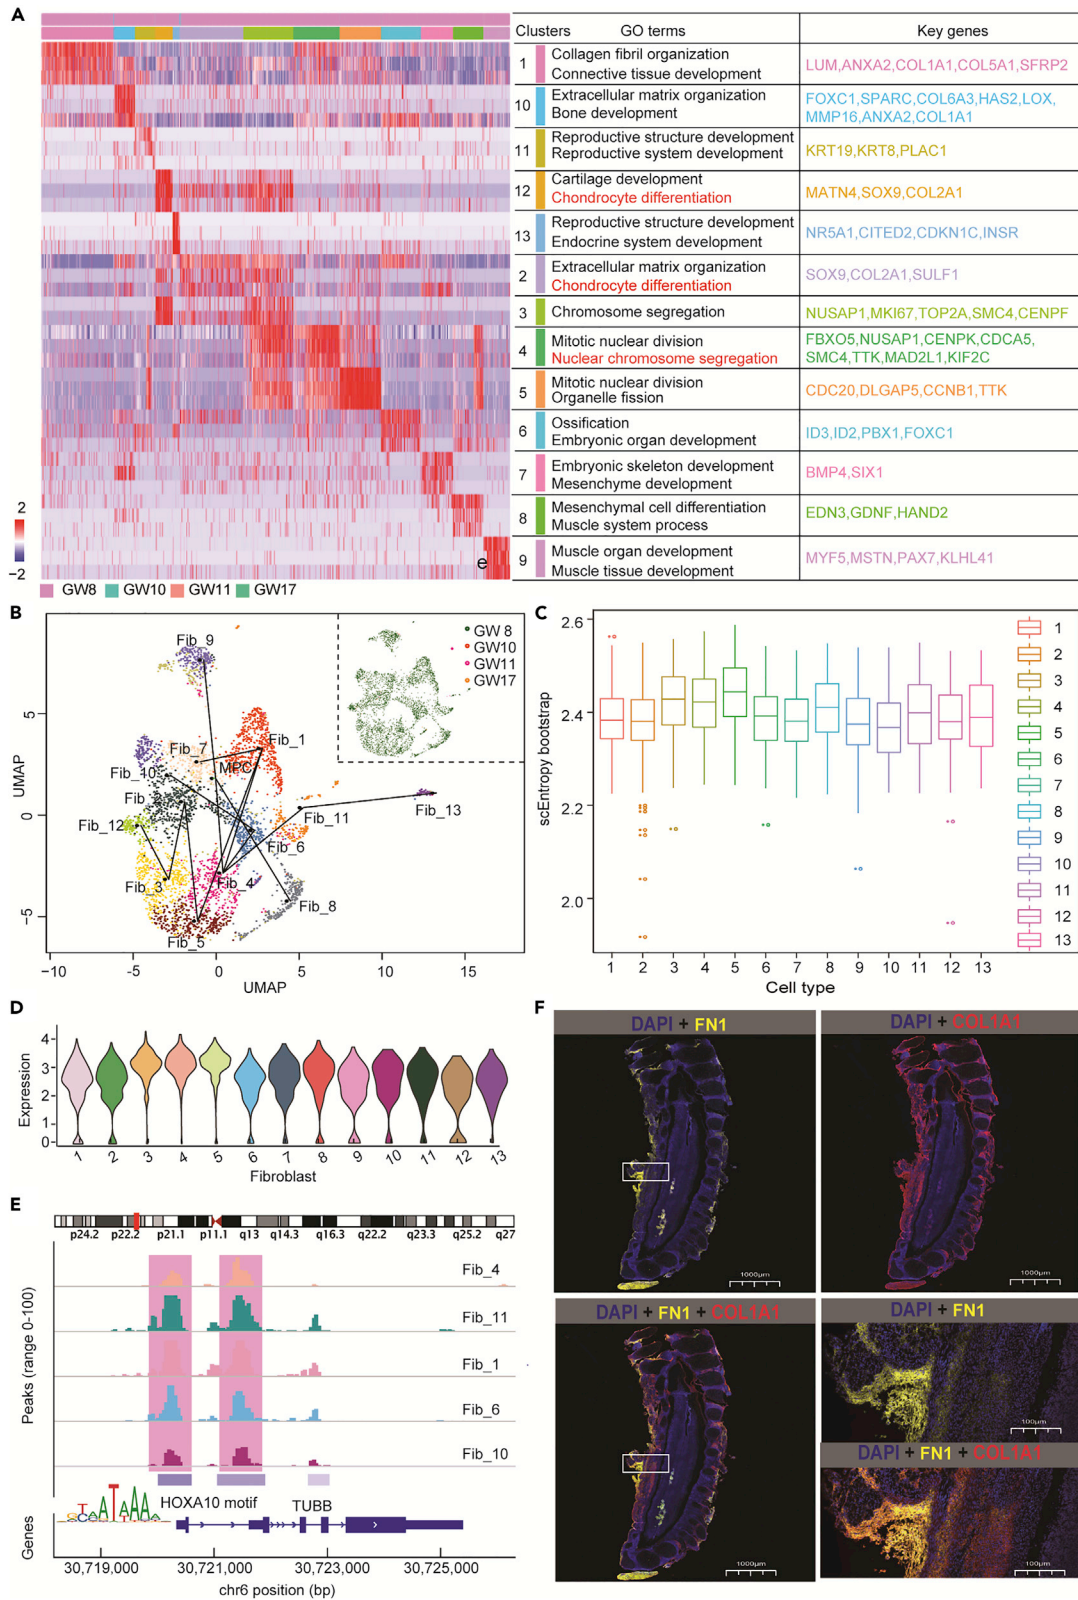 A
Clusters GO terms Key genes
1 Collagen fibril organization
Connective tissue development
LUM,ANXA2,COL1A1,COL5A1,SFRP2
10 Extracellular matrix organization
Bone development
FOXC1,SPARC,COL6A3,HAS2,LOX,
MMP16,ANXA2,COL1A1
11 Reproductive structure development
Reproductive system development
KRT19,KRT8,PLAC1
12 Cartilage development
Chondrocyte differentiation
MATN4,SOX9,COL2A1
13 Reproductive structure development
Endocrine system development
NR5A1,CITED2,CDKN1C,INSR
2 Extracellular matrix organization
Chondrocyte differentiation
SOX9,COL2A1,SULF1
3 Chromosome segregation
NUSAP1,MKI67,TOP2A,SMC4,CENPF
4 Mitotic nuclear division
Nuclear chromosome segregation
FBXO5,NUSAP1,CENPK,CDCA5,
SMC4,TTK,MAD2L1,KIF2C
5 Mitotic nuclear division
Organelle fission
CDC20,DLGAP5,CCNB1,TTK
6 Ossification
Embryonic organ development
ID3,ID2,PBX1,FOXC1
7 Embryonic skeleton development
Mesenchyme development
BMP4,SIX1
8 Mesenchymal cell differentiation
Muscle system process
EDN3,GDNF,HAND2
9 Muscle organ development
Muscle tissue development
MYF5,MSTN,PAX7,KLHL41
2
−2
e
GW8 GW10 GW11 GW17
B
Fib_9
GW 8
GW10
GW11
GW17
Fib_7
Fib_1
MPC
Fib_10
Fib
Fib_11
Fib_13
Fib_12
Fib_6
Fib_3
Fib_4
Fib_8
Fib_5
UMAP
5
0
−5
−10 −5 0 5 10 15
UMAP
C
scEntropy bootstrap
2.6
2.4
2.2
2.0
1 2 3 4 5 6 7 8 9 10 11 12 13
Cell type
1
2
3
4
5
6
7
8
9
10
11
12
13
D
Expression
4
3
2
1
0
1 2 3 4 5 6 7 8 9 10 11 12 13
Fibroblast
E
p24.2 p22.2 p21.1 p11.1 q13 q14.3 q16.3 q22.2 q23.3 q25.2 q27
Peaks (range 0-100)
Fib_4
Fib_11
Fib_1
Fib_6
Fib_10
HOXA10 motif
TUBB
Genes
30,719,000 30,721,000 30,723,000 30,725,000
chr6 position (bp)
F
DAPI + FN1
1000μm
DAPI + COL1A1
1000μm
DAPI + FN1 + COL1A1
1000μm
DAPI + FN1
100μm
DAPI + FN1 + COL1A1
100μm